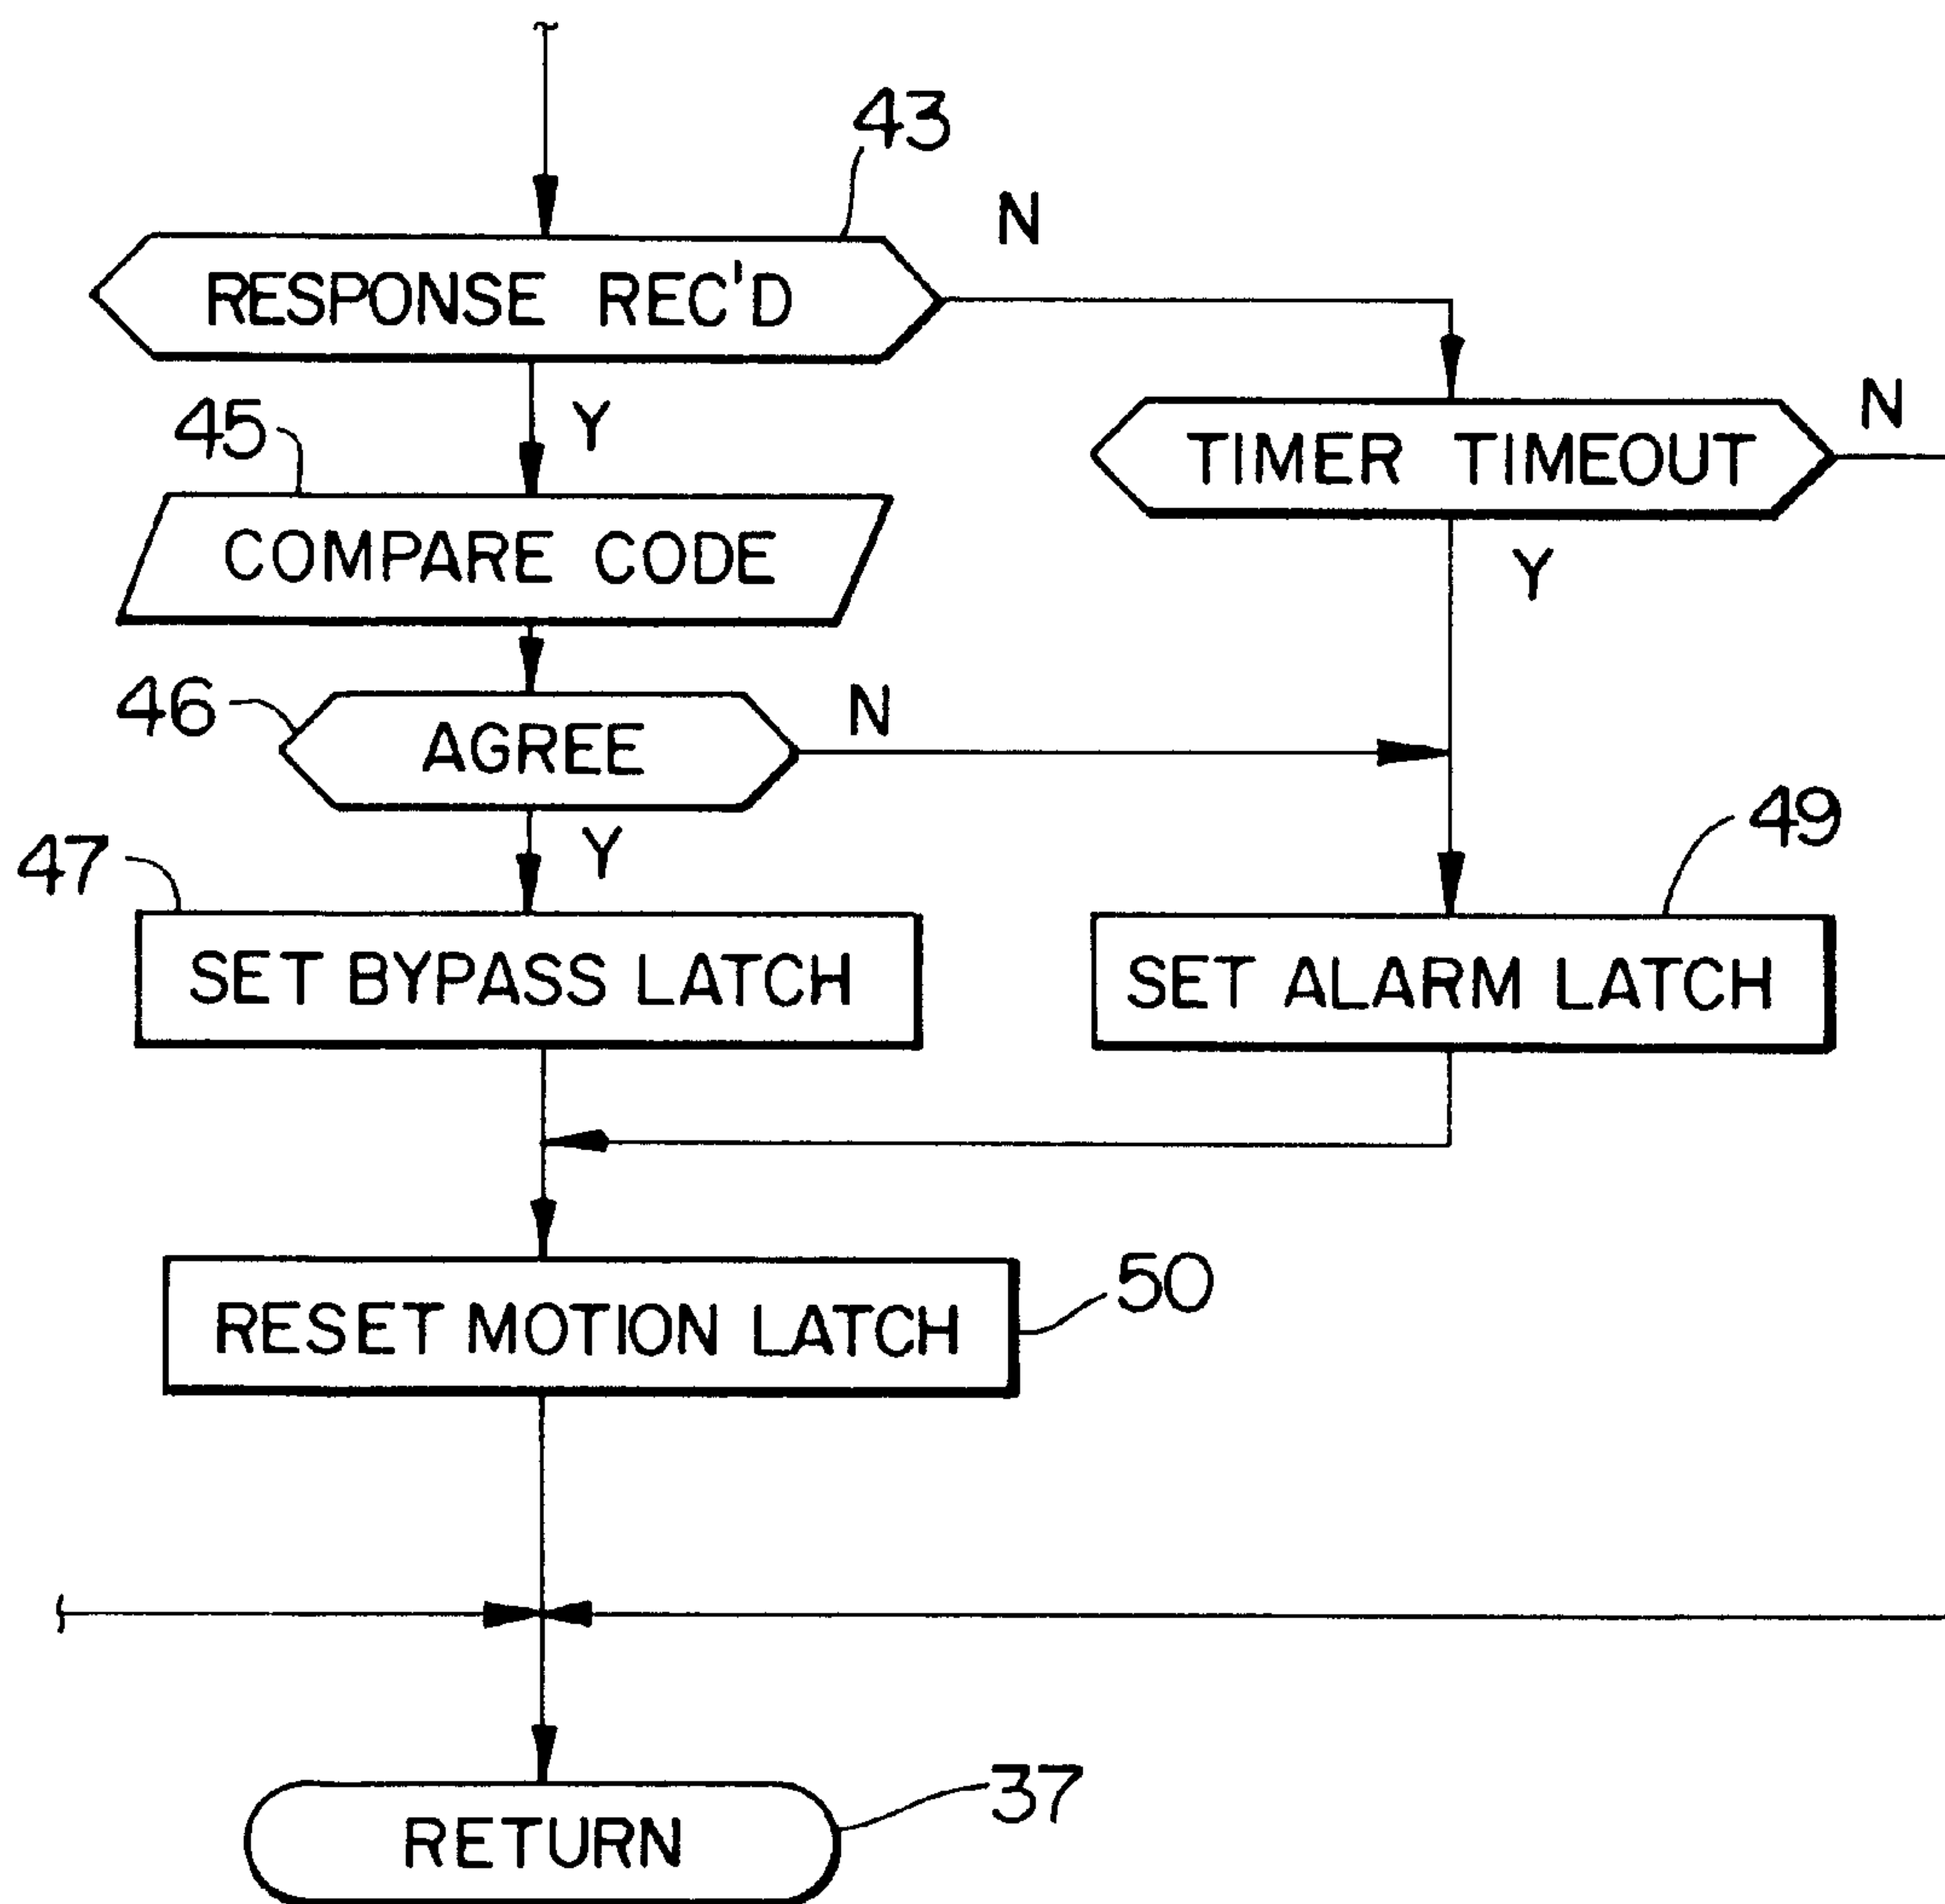 43
N
RESPONSE REC'D
N
45
Y
TIMER TIMEOUT
COMPARE CODE
Y
46
N
AGREE
49
47
Y
SET BYPASS LATCH
SET ALARM LATCH
50
RESET MOTION LATCH
37
RETURN